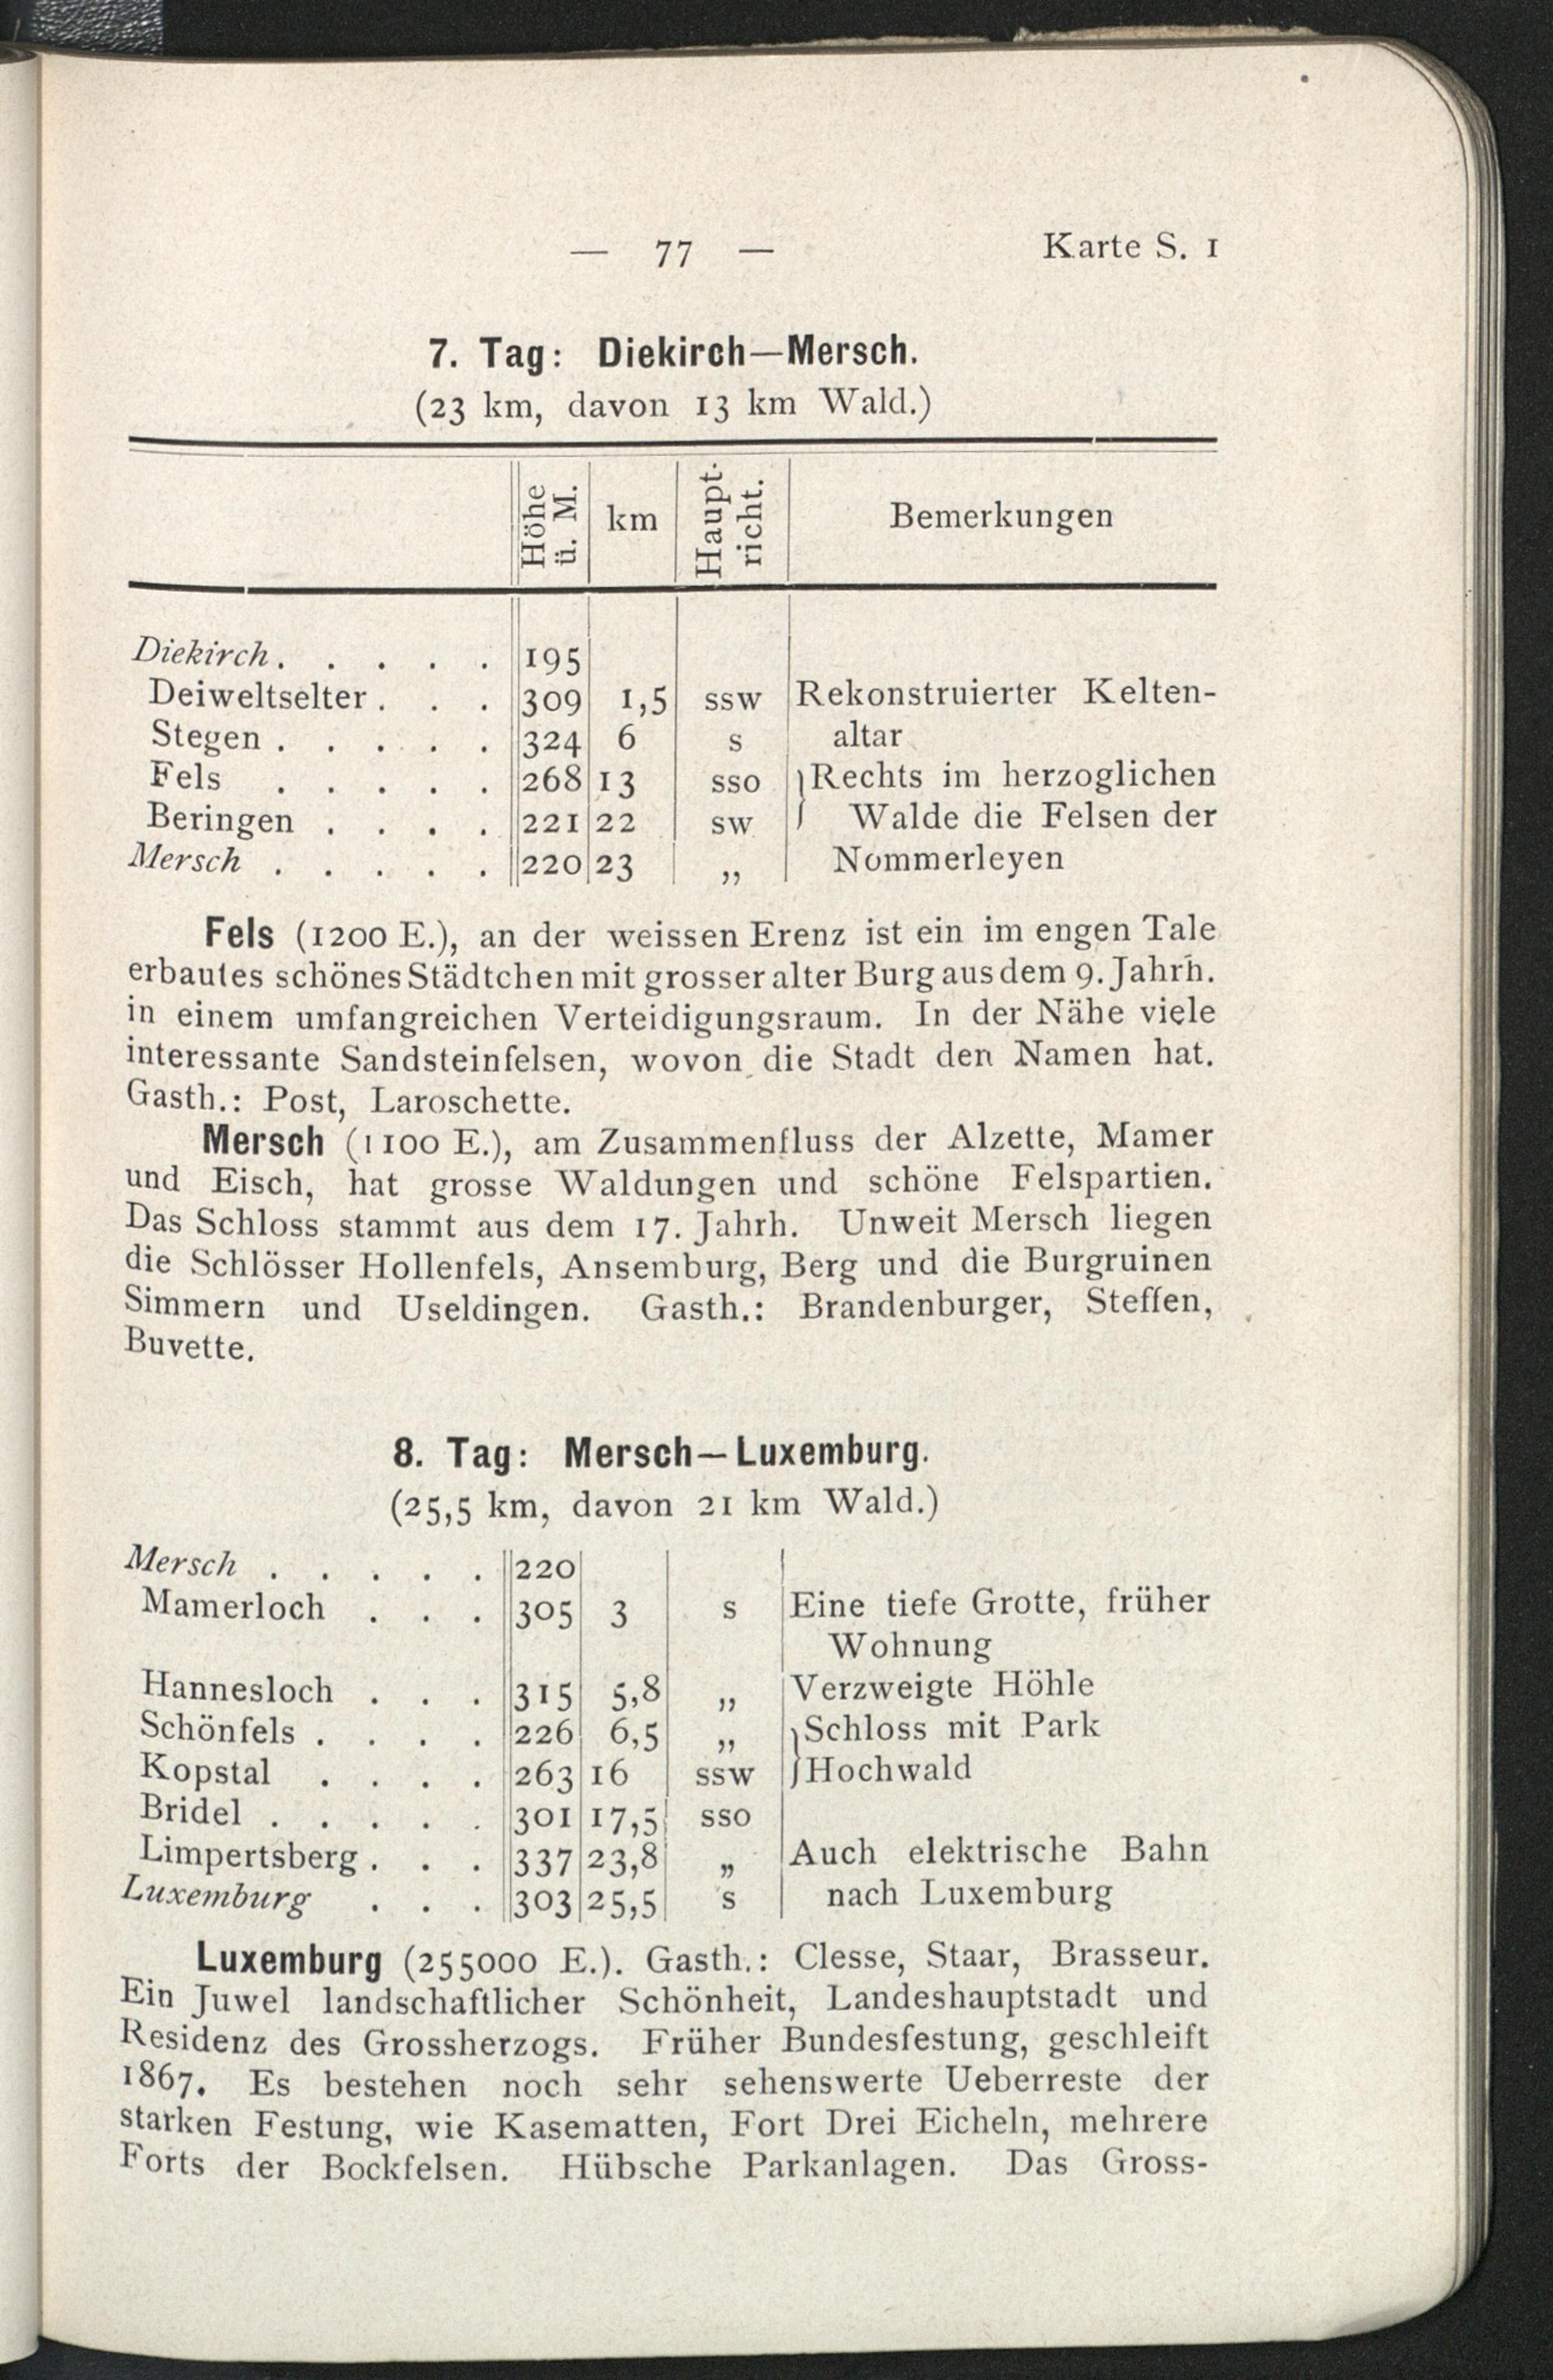 — 77 — Karte S. 1
7. Tag: Diekirch—Mersch.
(23 km, davon 13 km Wald.)
Höhe ü. M. km Haupt- richt. Bemerkungen
Diekirch . . . . . 195
Deiweltselter . . . 309 1,5 ssw Rekonstruierter Kelten-
Stegen . . . . . 324 6 s altar
Fels . . . . . 268 13 sso Rechts im herzoglichen
Beringen . . . . 221 22 sw Walde die Felsen der
Mersch . . . . . 220 23 „ Nommerleyen
Fels (1200 E.), an der weissen Erenz ist ein im engen Tale
erbautes schönes Städtchen mit grosser alter Burg aus dem 9. Jahrh.
in einem umfangreichen Verteidigungsraum. In der Nähe viele
interessante Sandsteinfelsen, wovon die Stadt den Namen hat.
Gasth.: Post, Laroschette.
Mersch (1100 E.), am Zusammenfluss der Alzette, Mamer
und Eisch, hat grosse Waldungen und schöne Felspartien.
Das Schloss stammt aus dem 17. Jahrh. Unweit Mersch liegen
die Schlösser Hollenfels, Ansemburg, Berg und die Burgruinen
Simmern und Useldingen. Gasth.: Brandenburger, Steffen,
Buvette.
8. Tag: Mersch—Luxemburg.
(25,5 km, davon 21 km Wald.)
Mersch . . . . . 220
Mamerloch . . . 305 3 s Eine tiefe Grotte, früher
Wohnung
Hannesloch . . . 315 5,8 „ Verzweigte Höhle
Schönfels . . . . 226 6,5 „ Schloss mit Park
Kopstal . . . . 263 16 ssw Hochwald
Bridel . . . . . 301 17,5 sso
Limpertsberg . . . 337 23,8 „ Auch elektrische Bahn
Luxemburg . . . 303 25,5 s nach Luxemburg
Luxemburg (255000 E.). Gasth.: Clesse, Staar, Brasseur.
Ein Juwel landschaftlicher Schönheit, Landeshauptstadt und
Residenz des Grossherzogs. Früher Bundesfestung, geschleift
1867. Es bestehen noch sehr sehenswerte Ueberreste der
starken Festung, wie Kasematten, Fort Drei Eicheln, mehrere
Forts der Bockfelsen. Hübsche Parkanlagen. Das Gross-